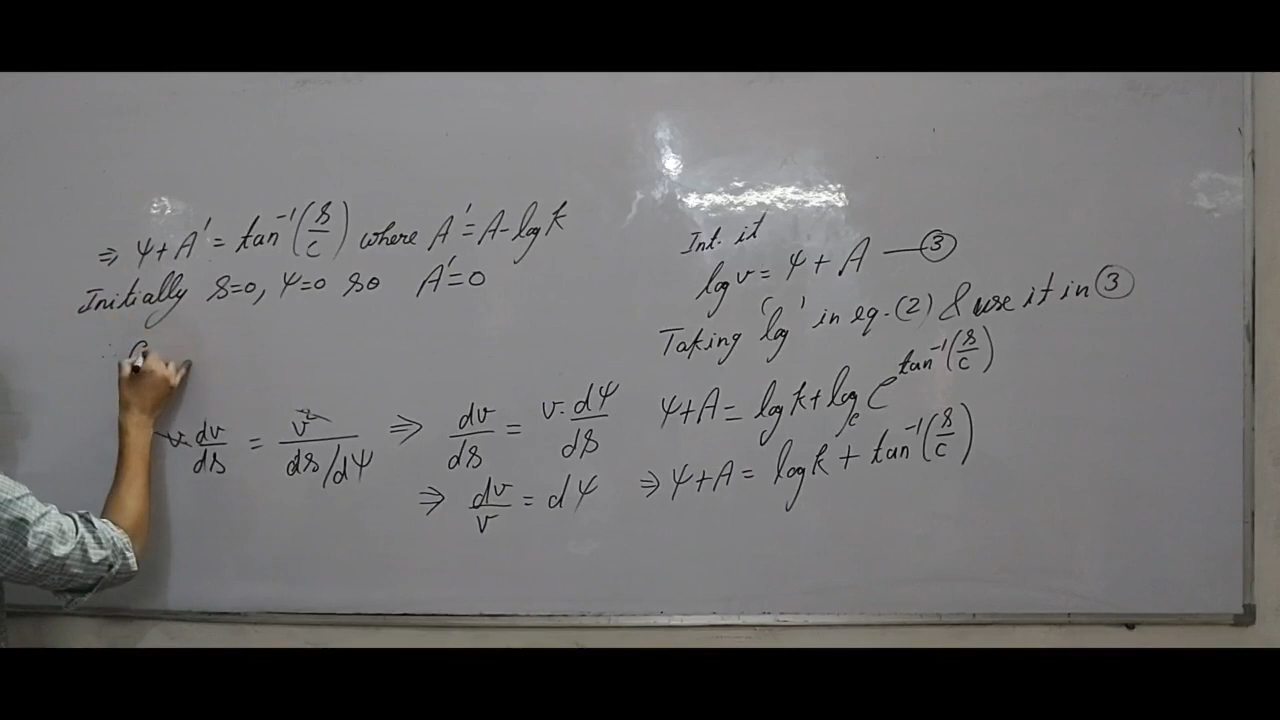 ⇒ ψ + A' = tan⁻¹(s/c) where A' = A - log k
Initially s=0, ψ=0 so A'=0
v. dv/ds = v²/(ds/dψ) ⇒ dv/ds = v. dψ/ds
⇒ dv/v = dψ
Int. it
log v = ψ + A —③
Taking 'log' in eq. (2) & use it in ③
ψ+A = log k + logₑ e^(tan⁻¹(s/c))
⇒ ψ+A = log k + tan⁻¹(s/c)